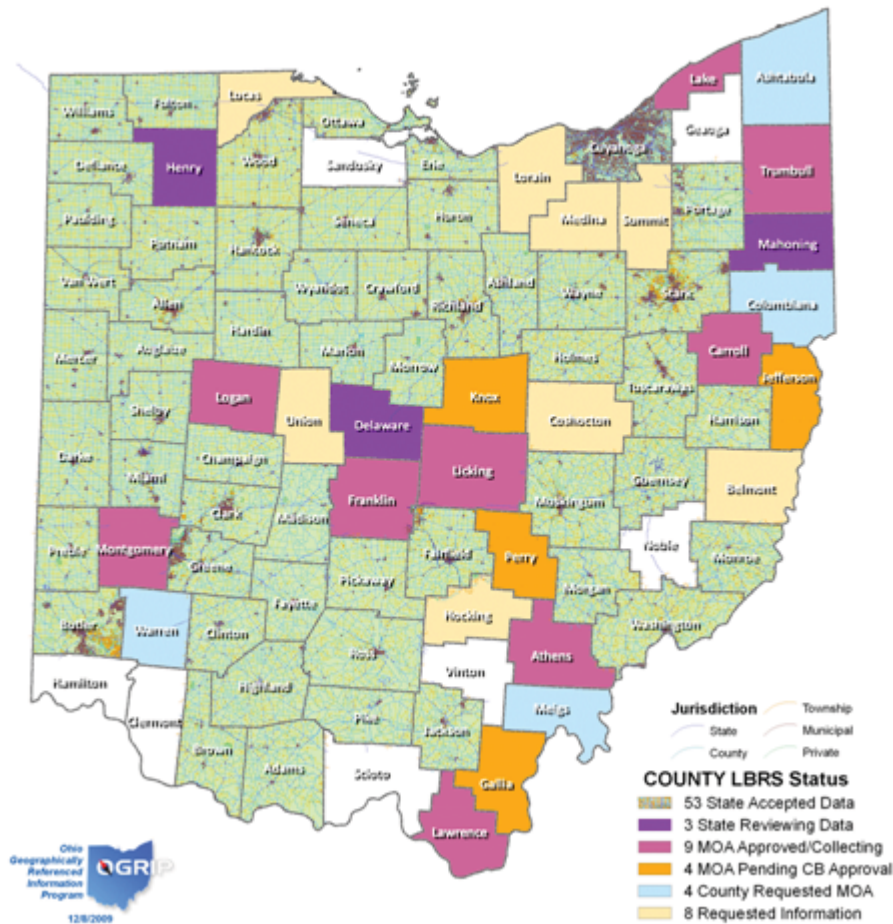 Lake
Ashtabula
Lucas
Fulton
Williams
Geauga
Ottawa
Cuyahoga
Trumbull
Sandusky
Erie
Wood
Defiance
Henry
Lorain
Portage
Medina
Summit
Paulding
Seneca
Huron
Putnam
Hancock
Mahoning
Van Wert
Wyandot
Crawford
Ashland
Wayne
Stark
Richland
Allen
Columbiana
Hardin
Marion
Auglaize
Mercer
Morrow
Holmes
Carroll
Tuscarawas
Jefferson
Logan
Knox
Shelby
Union
Delaware
Coshocton
Harrison
Darke
Miami
Champaign
Licking
Guernsey
Belmont
Franklin
Muskingum
Clark
Madison
Preble
Montgomery
Greene
Fairfield
Perry
Noble
Monroe
Pickaway
Morgan
Fayette
Hocking
Washington
Butler
Warren
Clinton
Ross
Athens
Vinton
Hamilton
Highland
Clermont
Meigs
Pike
Jackson
Brown
Adams
Scioto
Gallia
Lawrence
Jurisdiction
State
County
Township
Municipal
Private
COUNTY LBRS Status
53 State Accepted Data
3 State Reviewing Data
9 MOA Approved/Collecting
4 MOA Pending CB Approval
4 County Requested MOA
8 Requested Information
Ohio
Geographically
Referenced
Information
Program
OGRIP
12/8/2009